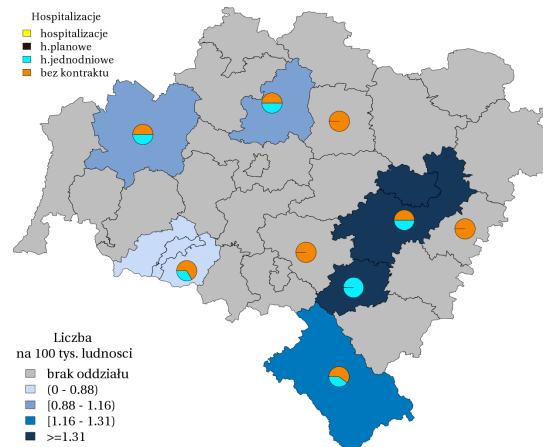 Hospitalizacje
hospitalizacje
h.planowe
h.jednodniowe
bez kontraktu
Liczba
na 100 tys. ludnosci
brak oddziału
(0 - 0.88)
[0.88 - 1.16)
[1.16 - 1.31)
>=1.31